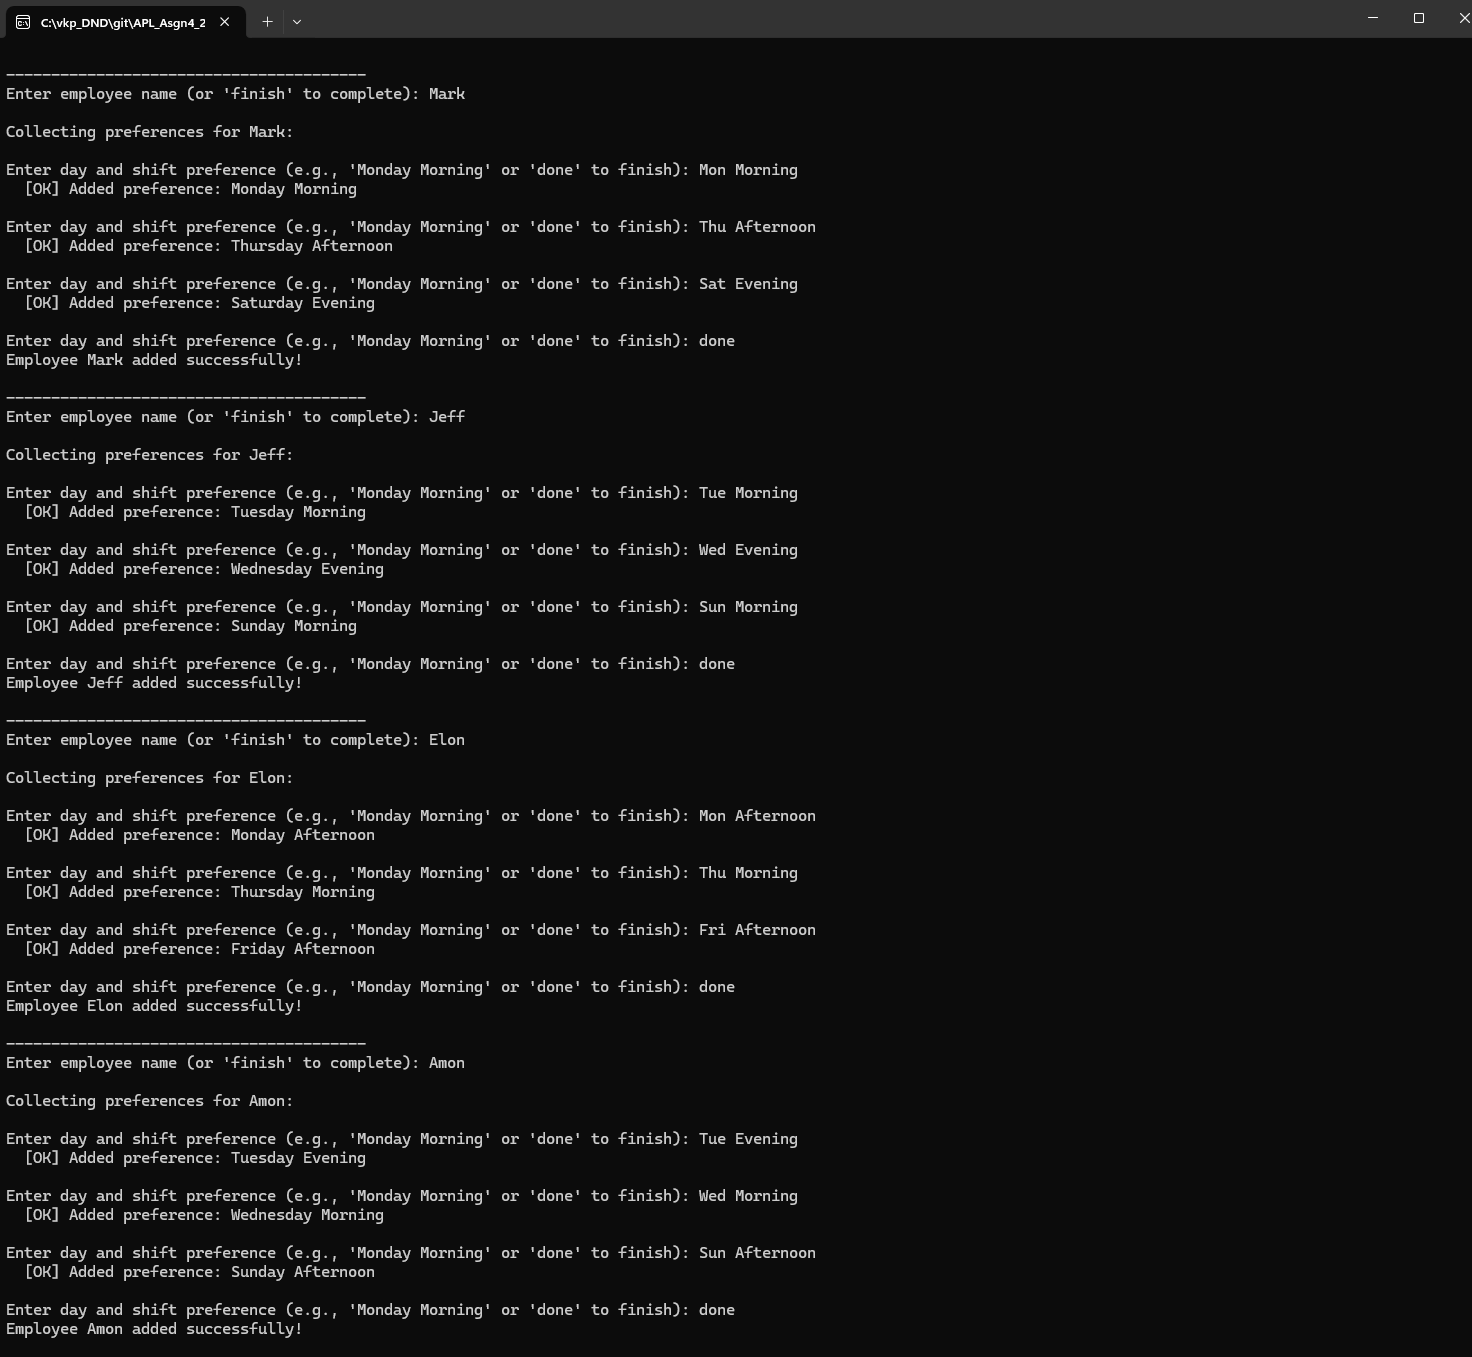 C:\vkp_DND\git\APL_Asgn4_2
----------------------------------------
Enter employee name (or 'finish' to complete): Mark
Collecting preferences for Mark:
Enter day and shift preference (e.g., 'Monday Morning' or 'done' to finish): Mon Morning
[OK] Added preference: Monday Morning
Enter day and shift preference (e.g., 'Monday Morning' or 'done' to finish): Thu Afternoon
[OK] Added preference: Thursday Afternoon
Enter day and shift preference (e.g., 'Monday Morning' or 'done' to finish): Sat Evening
[OK] Added preference: Saturday Evening
Enter day and shift preference (e.g., 'Monday Morning' or 'done' to finish): done
Employee Mark added successfully!
----------------------------------------
Enter employee name (or 'finish' to complete): Jeff
Collecting preferences for Jeff:
Enter day and shift preference (e.g., 'Monday Morning' or 'done' to finish): Tue Morning
[OK] Added preference: Tuesday Morning
Enter day and shift preference (e.g., 'Monday Morning' or 'done' to finish): Wed Evening
[OK] Added preference: Wednesday Evening
Enter day and shift preference (e.g., 'Monday Morning' or 'done' to finish): Sun Morning
[OK] Added preference: Sunday Morning
Enter day and shift preference (e.g., 'Monday Morning' or 'done' to finish): done
Employee Jeff added successfully!
----------------------------------------
Enter employee name (or 'finish' to complete): Elon
Collecting preferences for Elon:
Enter day and shift preference (e.g., 'Monday Morning' or 'done' to finish): Mon Afternoon
[OK] Added preference: Monday Afternoon
Enter day and shift preference (e.g., 'Monday Morning' or 'done' to finish): Thu Morning
[OK] Added preference: Thursday Morning
Enter day and shift preference (e.g., 'Monday Morning' or 'done' to finish): Fri Afternoon
[OK] Added preference: Friday Afternoon
Enter day and shift preference (e.g., 'Monday Morning' or 'done' to finish): done
Employee Elon added successfully!
----------------------------------------
Enter employee name (or 'finish' to complete): Amon
Collecting preferences for Amon:
Enter day and shift preference (e.g., 'Monday Morning' or 'done' to finish): Tue Evening
[OK] Added preference: Tuesday Evening
Enter day and shift preference (e.g., 'Monday Morning' or 'done' to finish): Wed Morning
[OK] Added preference: Wednesday Morning
Enter day and shift preference (e.g., 'Monday Morning' or 'done' to finish): Sun Afternoon
[OK] Added preference: Sunday Afternoon
Enter day and shift preference (e.g., 'Monday Morning' or 'done' to finish): done
Employee Amon added successfully!